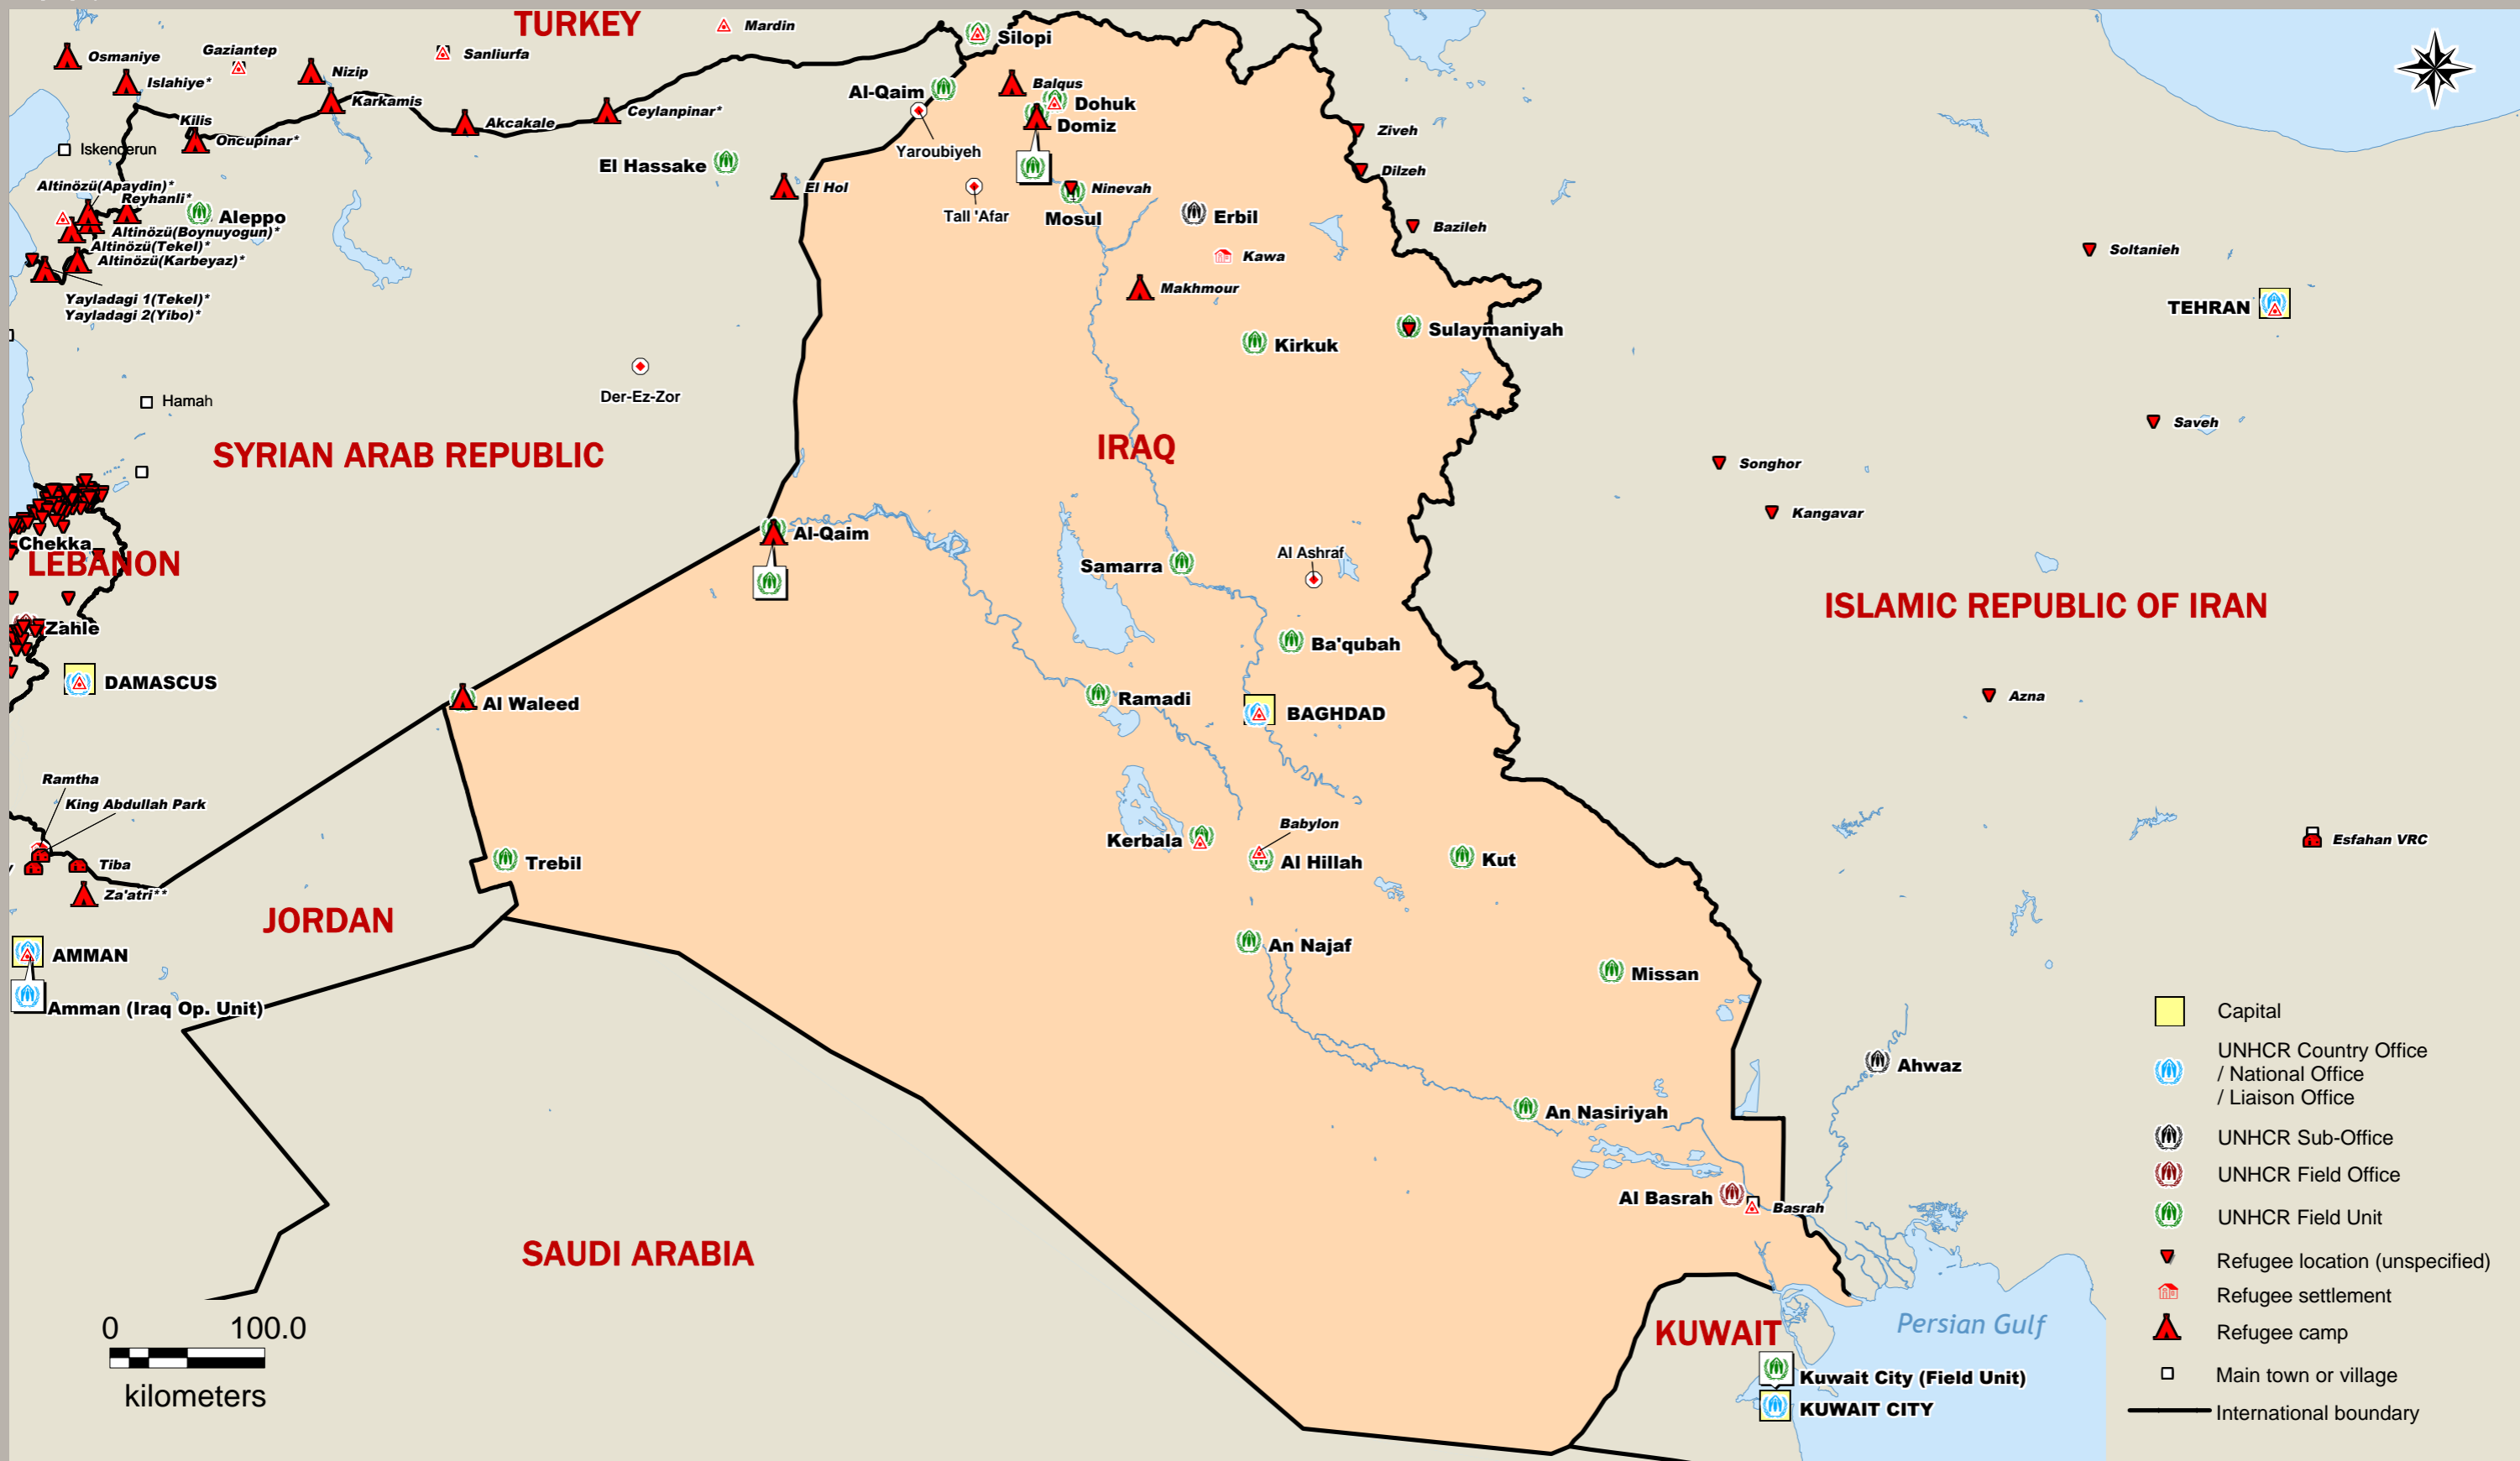 TURKEY
Mardin
Silopi
Osmaniye
Gaziantep
Sanliurfa
Islahiye*
Nizip
Karkamis
Al-Qaim
Balqus
Dohuk
Domiz
Ceylanpinar*
Akcakale
Kilis
Oncupinar*
Iskenderun
Yaroubiyeh
Ziveh
El Hassake
Dilzeh
Altinözü(Apaydin)*
Reyhanli*
El Hol
Ninevah
Tall 'Afar
Mosul
Erbil
Aleppo
Bazileh
Altinözü(Boynuyogun)*
Altinözü(Tekel)*
Altinözü(Karbeyaz)*
Kawa
Soltanieh
Makhmour
Yayladagi 1(Tekel)*
Yayladagi 2(Yibo)*
TEHRAN
Sulaymaniyah
Kirkuk
Der-Ez-Zor
Hamah
Saveh
SYRIAN ARAB REPUBLIC
IRAQ
Songhor
Kangavar
Al-Qaim
Chekka
LEBANON
Samarra
Al Ashraf
ISLAMIC REPUBLIC OF IRAN
Zahle
Ba'qubah
DAMASCUS
Al Waleed
Ramadi
BAGHDAD
Azna
Ramtha
King Abdullah Park
Babylon
Kerbala
Esfahan VRC
Tiba
Trebil
Al Hillah
Kut
Za'atri**
JORDAN
AMMAN
An Najaf
Missan
Amman (Iraq Op. Unit)
Ahwaz
An Nasiriyah
Al Basrah
Basrah
SAUDI ARABIA
Persian Gulf
KUWAIT
Kuwait City (Field Unit)
KUWAIT CITY
0 100.0
kilometers
Capital
UNHCR Country Office
/ National Office
/ Liaison Office
UNHCR Sub-Office
UNHCR Field Office
UNHCR Field Unit
Refugee location (unspecified)
Refugee settlement
Refugee camp
Main town or village
International boundary